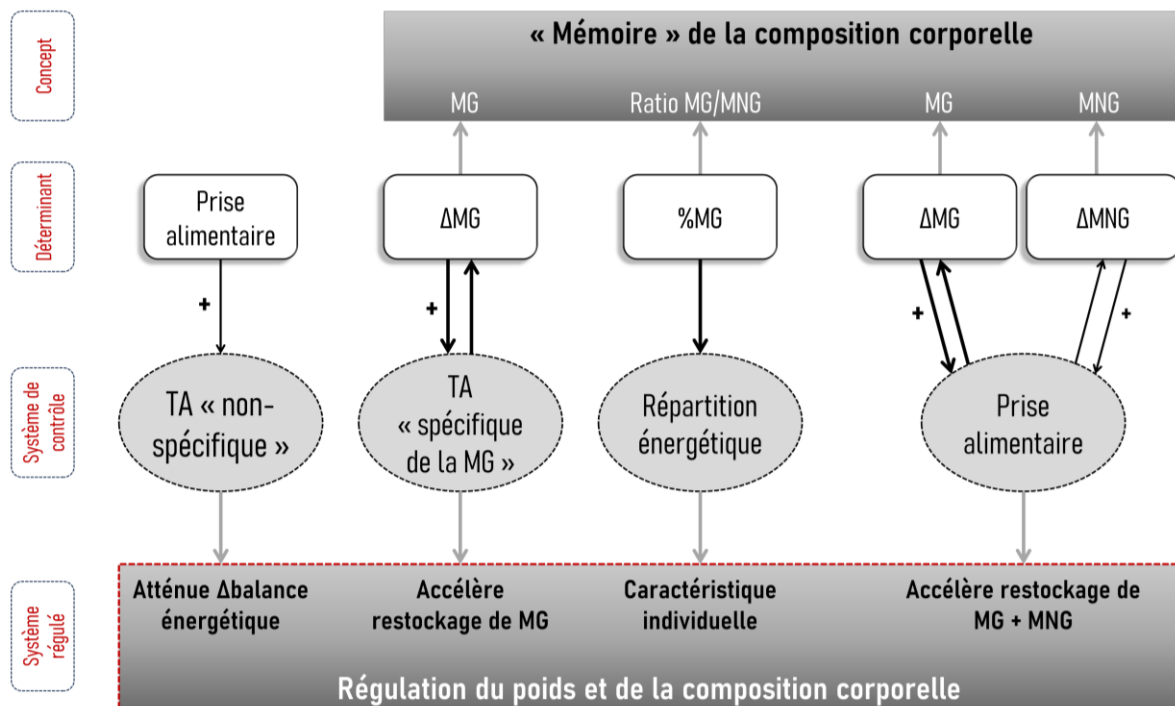 Concept
« Mémoire » de la composition corporelle
MG
Ratio MG/MNG
MG
MNG
Déterminant
Prise
alimentaire
ΔMG
%MG
ΔMG
ΔMNG
+
+
+
+
Système de
contrôle
TA « non-
spécifique »
TA
« spécifique
de la MG »
Répartition
énergétique
Prise
alimentaire
Système
régulé
Atténue Δbalance
énergétique
Accélère
restockage de MG
Caractéristique
individuelle
Accélère restockage de
MG + MNG
Régulation du poids et de la composition corporelle